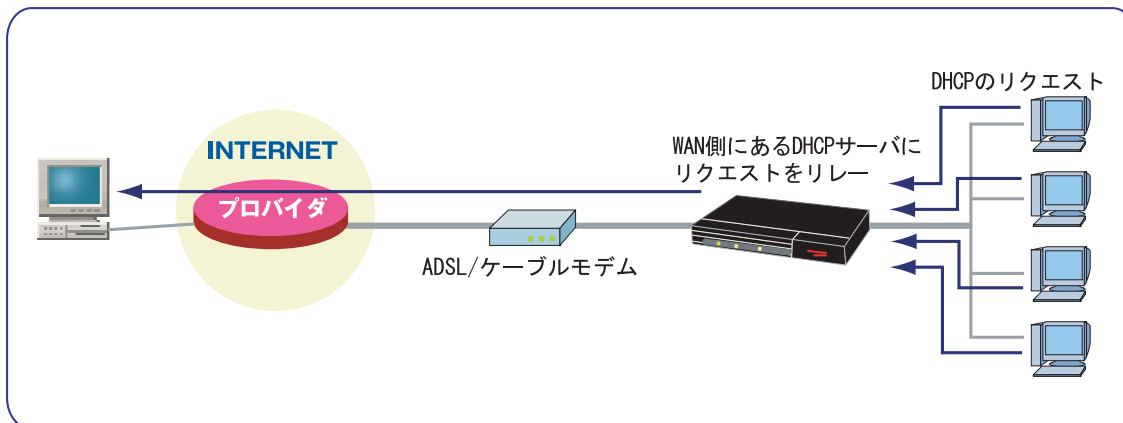 DHCPのリクエスト
WAN側にあるDHCPサーバに
リクエストをリレー
INTERNET
プロバイダ
ADSL/ケーブルモデム